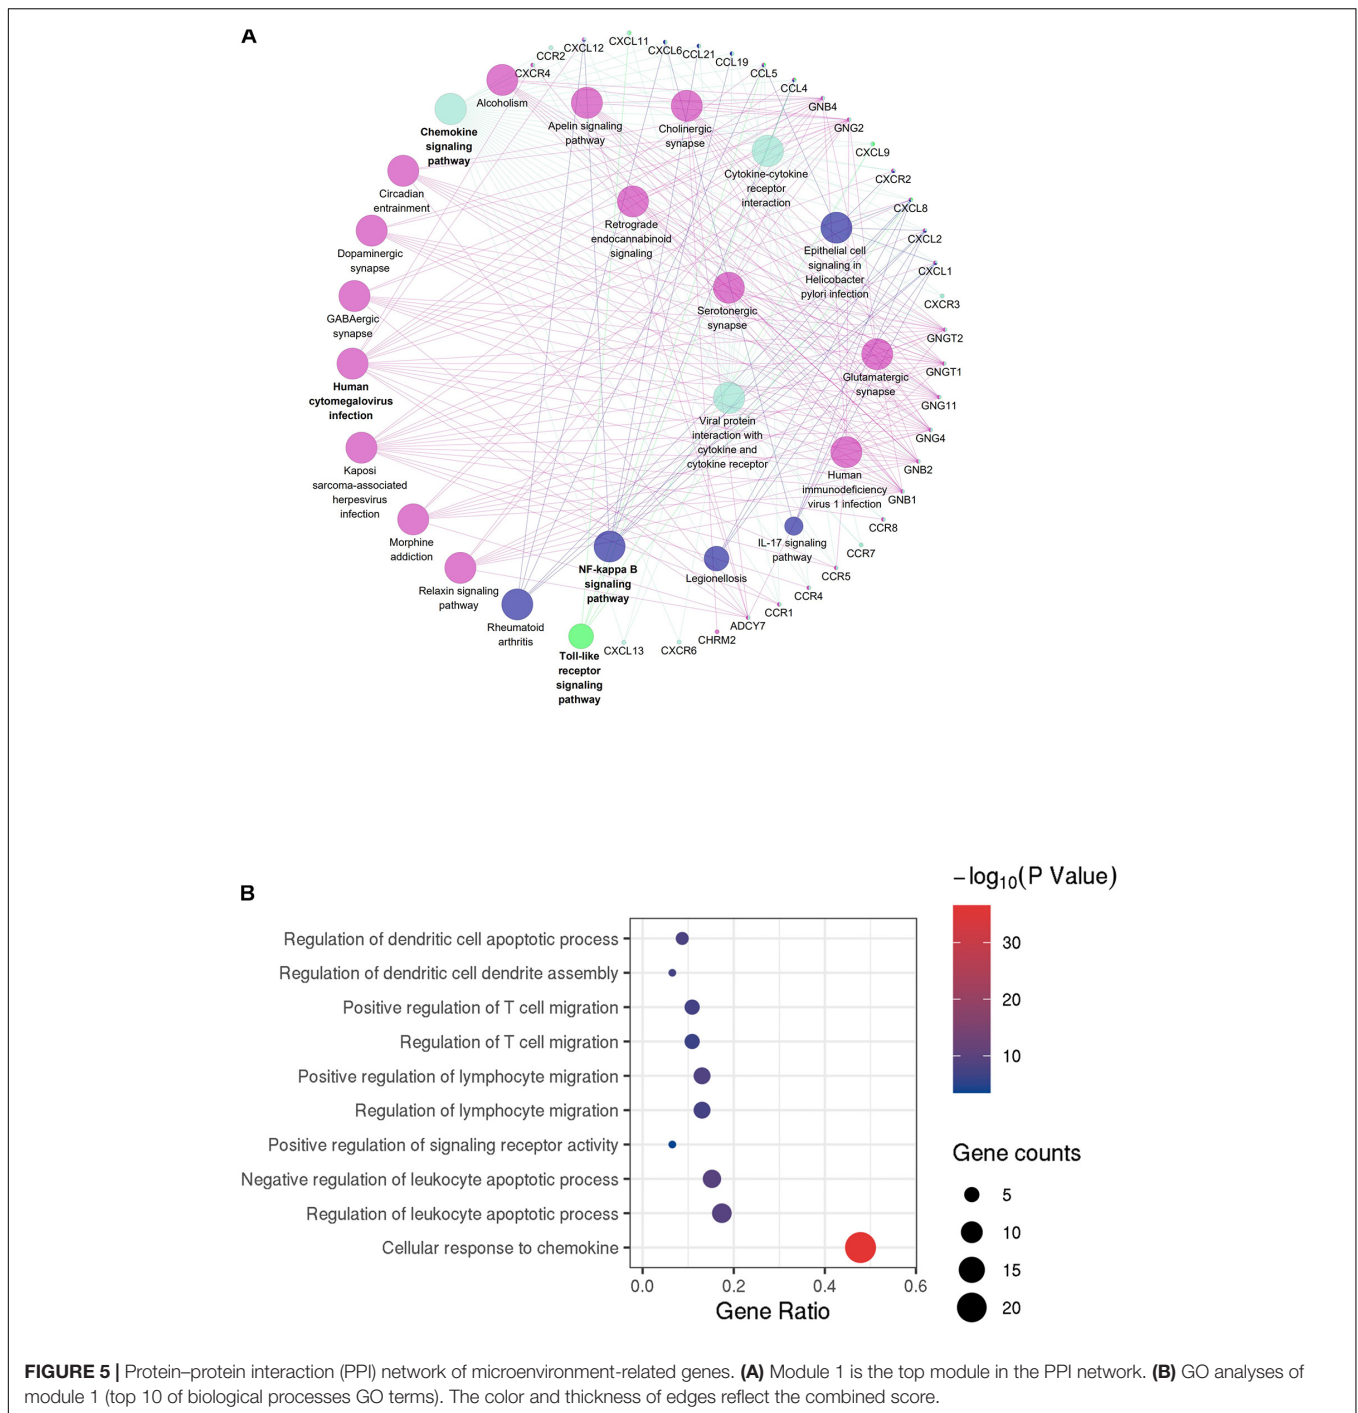 A
CXCL11
CXCL12
CXCL6
CCL21
CCR2
CCL19
CXCR4
CCL5
CCL4
Alcoholism
GNB4
Apelin signaling
pathway
Cholinergic
synapse
GNG2
Chemokine
signaling
pathway
CXCL9
Cytokine-cytokine
receptor
interaction
CXCR2
Circadian
entrainment
CXCL8
Retrograde
endocannabinoid
signaling
CXCL2
Dopaminergic
synapse
Epithelial cell
signaling in
Helicobacter
pylori infection
CXCL1
CXCR3
GABAergic
synapse
Serotonergic
synapse
GNGT2
GNGT1
Glutamatergic
synapse
Human
cytomegalovirus
infection
GNG11
Viral protein
interaction with
cytokine and
cytokine receptor
GNG4
GNB2
Kaposi
sarcoma-associated
herpesvirus
infection
Human
immunodeficiency
virus 1 infection
GNB1
CCR8
Morphine
addiction
IL-17 signaling
pathway
CCR7
NF-kappa B
signaling
pathway
Legionellosis
CCR5
Relaxin signaling
pathway
CCR4
CCR1
Rheumatoid
arthritis
ADCY7
CHRM2
CXCL13
CXCR6
Toll-like
receptor
signaling
pathway
B
Regulation of dendritic cell apoptotic process
Regulation of dendritic cell dendrite assembly
Positive regulation of T cell migration
Regulation of T cell migration
Positive regulation of lymphocyte migration
Regulation of lymphocyte migration
Positive regulation of signaling receptor activity
Negative regulation of leukocyte apoptotic process
Regulation of leukocyte apoptotic process
Cellular response to chemokine
0.0 0.2 0.4 0.6
Gene Ratio
−log10(P Value)
30
20
10
Gene counts
5
10
15
20
FIGURE 5 | Protein–protein interaction (PPI) network of microenvironment-related genes. (A) Module 1 is the top module in the PPI network. (B) GO analyses of
module 1 (top 10 of biological processes GO terms). The color and thickness of edges reflect the combined score.